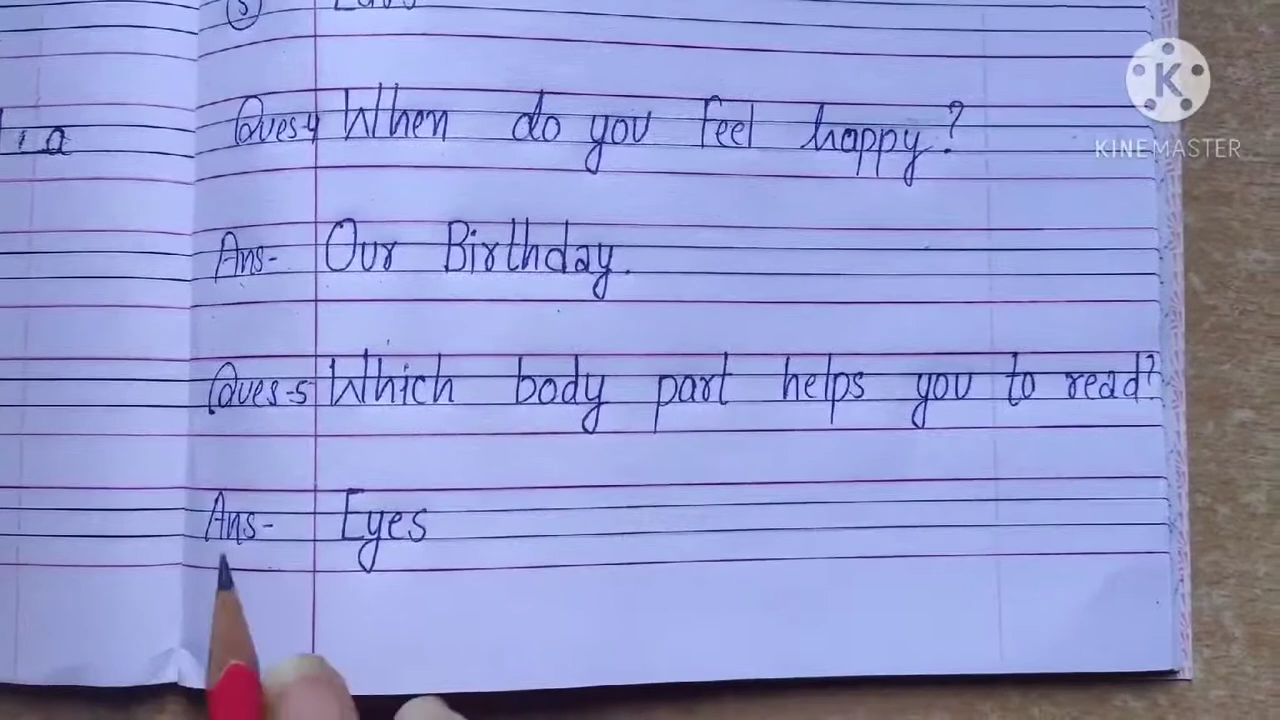 5
Ques-4 When do you feel happy?
Ans- Our Birthday.
Ques-5 Which body part helps you to read?
Ans- Eyes
a
K
KINEMASTER